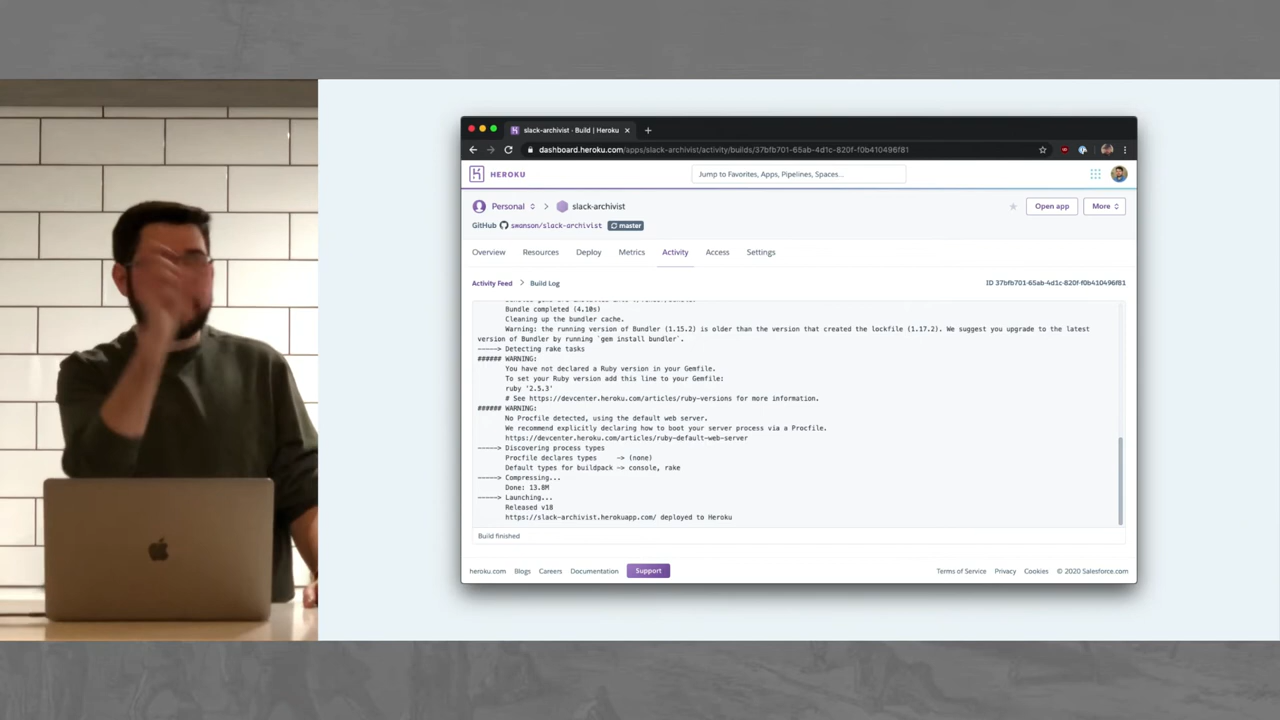 slack-archivist - Build | Heroku
dashboard.heroku.com/apps/slack-archivist/activity/builds/37bfb701-65ab-4d1c-820f-f0b410496f81
HEROKU
Jump to Favorites, Apps, Pipelines, Spaces...
Personal slack-archivist
Open app
More
GitHub swanson/slack-archivist master
Overview Resources Deploy Metrics Activity Access Settings
Activity Feed Build Log
ID 37bfb701-65ab-4d1c-820f-f0b410496f81
Bundle completed (4.10s)
Cleaning up the bundler cache.
Warning: the running version of Bundler (1.15.2) is older than the version that created the lockfile (1.17.2). We suggest you upgrade to the latest
version of Bundler by running `gem install bundler`.
-----> Detecting rake tasks
###### WARNING:
You have not declared a Ruby version in your Gemfile.
To set your Ruby version add this line to your Gemfile:
ruby '2.5.3'
# See https://devcenter.heroku.com/articles/ruby-versions for more information.
###### WARNING:
No Procfile detected, using the default web server.
We recommend explicitly declaring how to boot your server process via a Procfile.
https://devcenter.heroku.com/articles/ruby-default-web-server
-----> Discovering process types
Procfile declares types -> (none)
Default types for buildpack -> console, rake
-----> Compressing...
Done: 13.8M
-----> Launching...
Released v18
https://slack-archivist.herokuapp.com/ deployed to Heroku
Build finished
heroku.com Blogs Careers Documentation Support
Terms of Service Privacy Cookies © 2020 Salesforce.com